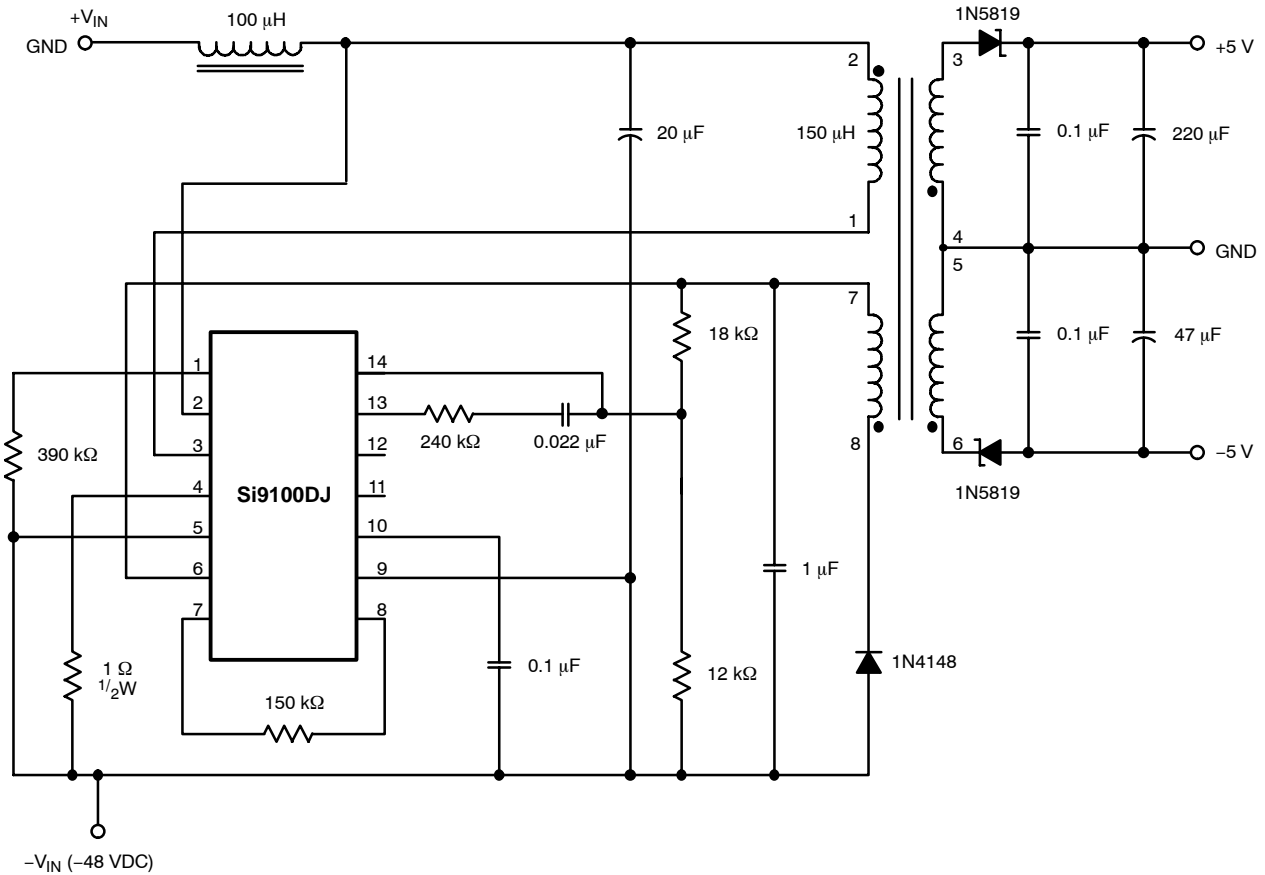 +VIN
GND
100 μH
1N5819
+5 V
2
3
150 μH
20 μF
0.1 μF
220 μF
1
4
GND
5
7
18 kΩ
0.1 μF
47 μF
1
14
2
13
240 kΩ
0.022 μF
3
12
8
6
−5 V
390 kΩ
4
11
Si9100DJ
1N5819
5
10
6
9
1 μF
7
8
1 Ω
1/2W
0.1 μF
12 kΩ
1N4148
150 kΩ
−VIN (−48 VDC)